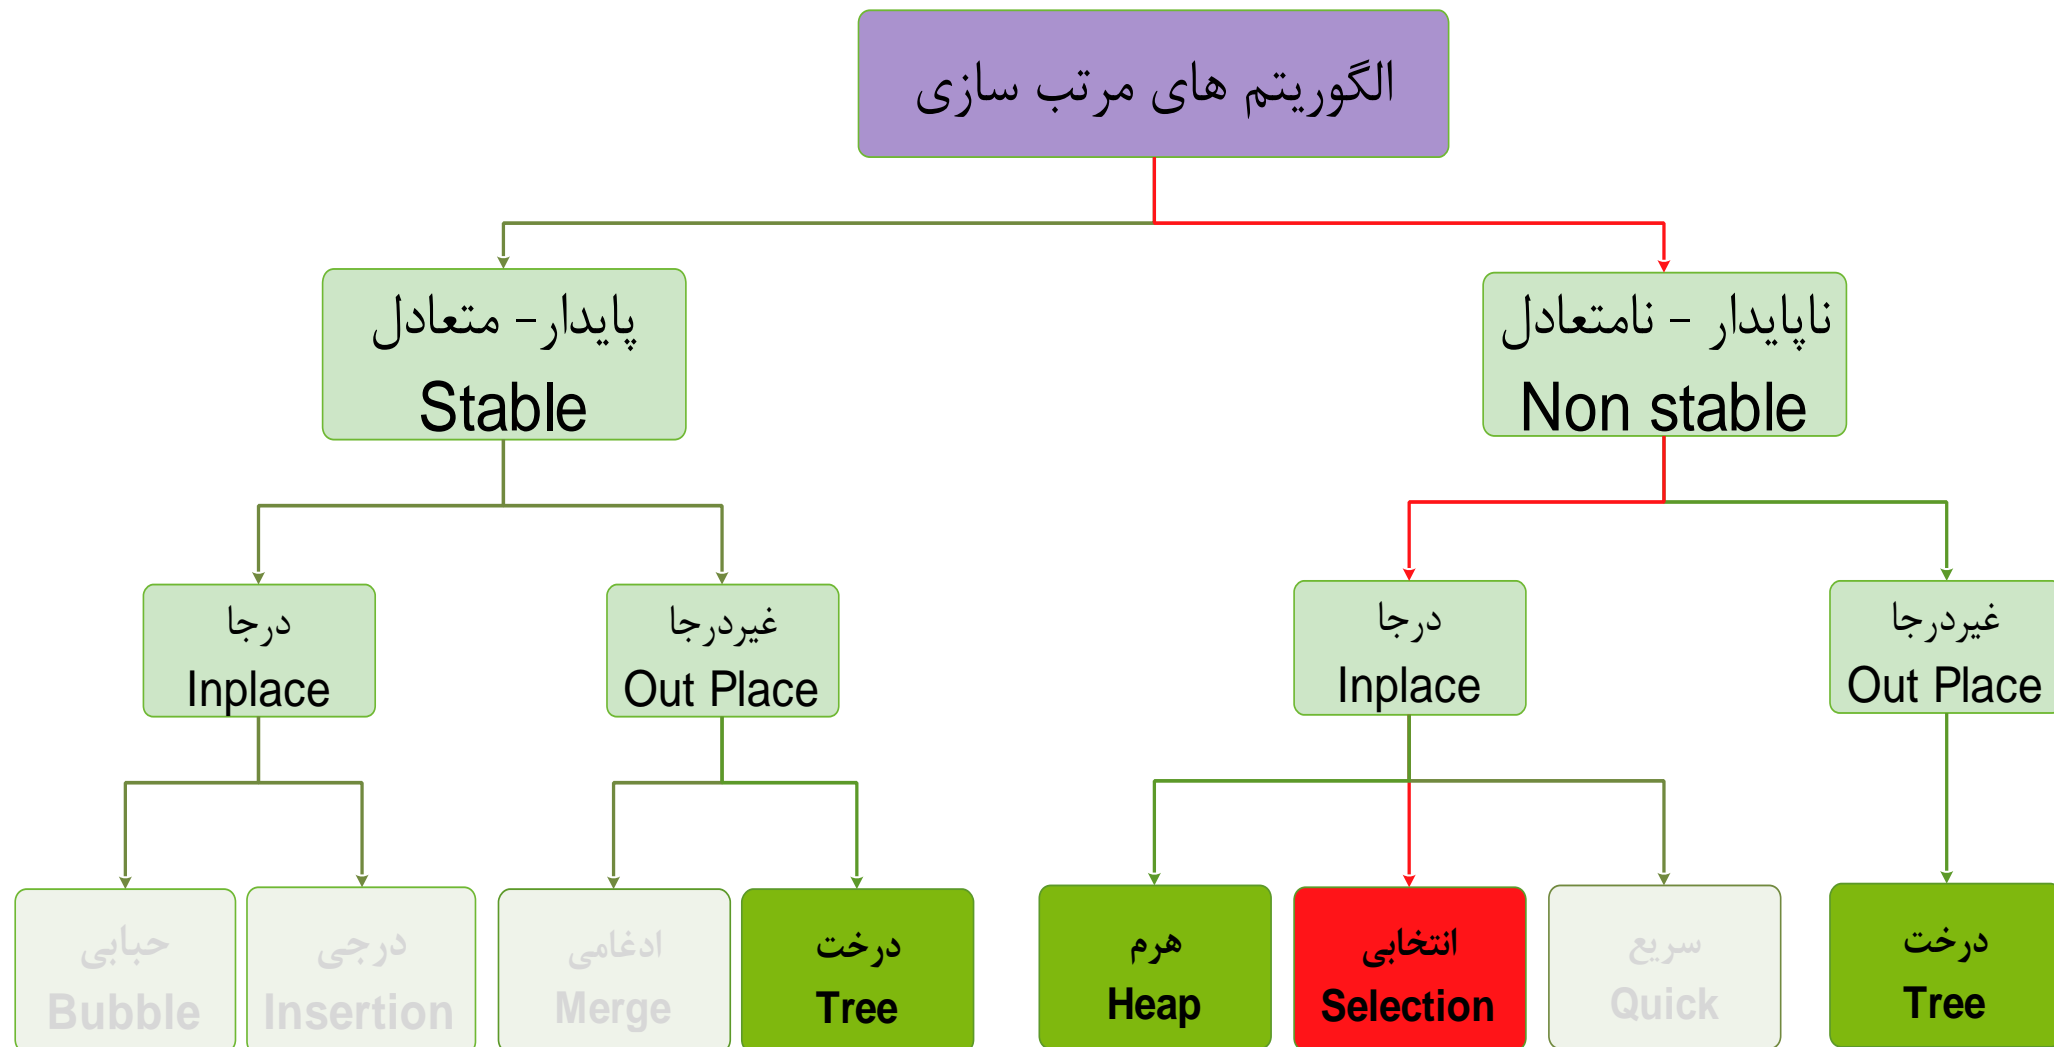 الگوریتم های مرتب سازی
پایدار- متعادل
Stable
ناپایدار - نامتعادل
Non stable
درجا
Inplace
غیردرجا
Out Place
درجا
Inplace
غیردرجا
Out Place
حبابی
Bubble
درجی
Insertion
ادغامی
Merge
درخت
Tree
هرم
Heap
انتخابی
Selection
سریع
Quick
درخت
Tree